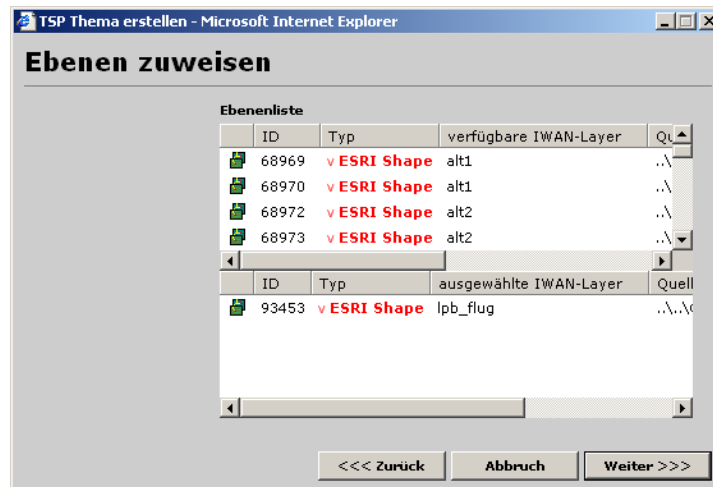 TSP Thema erstellen - Microsoft Internet Explorer
Ebenen zuweisen
Ebenenliste
ID Typ verfügbare IWAN-Layer Qu
68969 v ESRI Shape alt1 ..\
68970 v ESRI Shape alt1 ..\
68972 v ESRI Shape alt2 ..\
68973 v ESRI Shape alt2 ..\
ID Typ ausgewählte IWAN-Layer Quell
93453 v ESRI Shape lpb_flug ..\..\
<<< Zurück Abbruch Weiter >>>